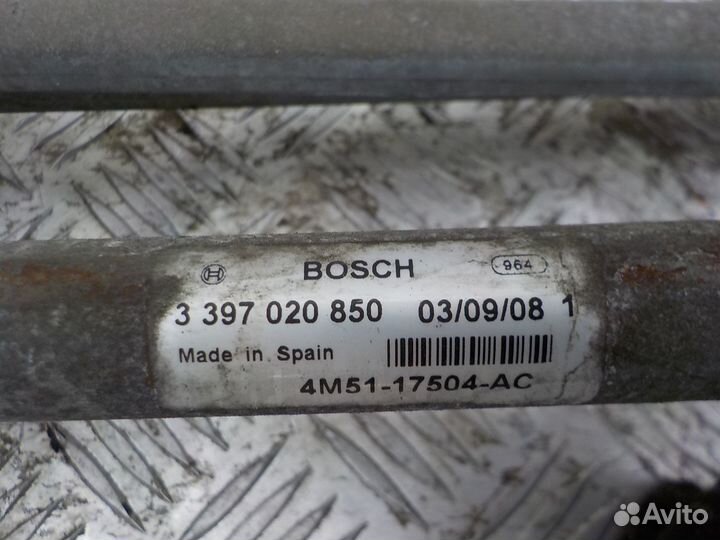 BOSCH 964
3 397 020 850 03/09/08 1
Made in Spain
4M51-17504-AC
Avito